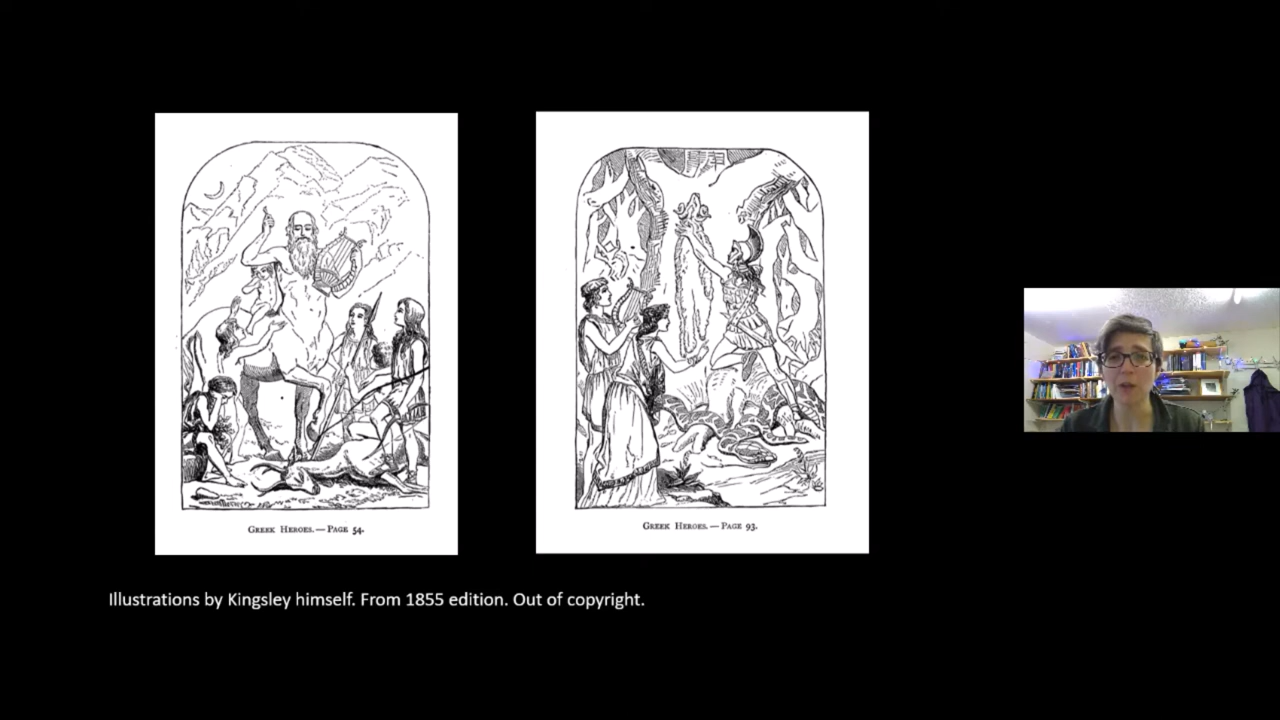 Greek Heroes.—Page 54.
Greek Heroes.—Page 93.
Illustrations by Kingsley himself. From 1855 edition. Out of copyright.